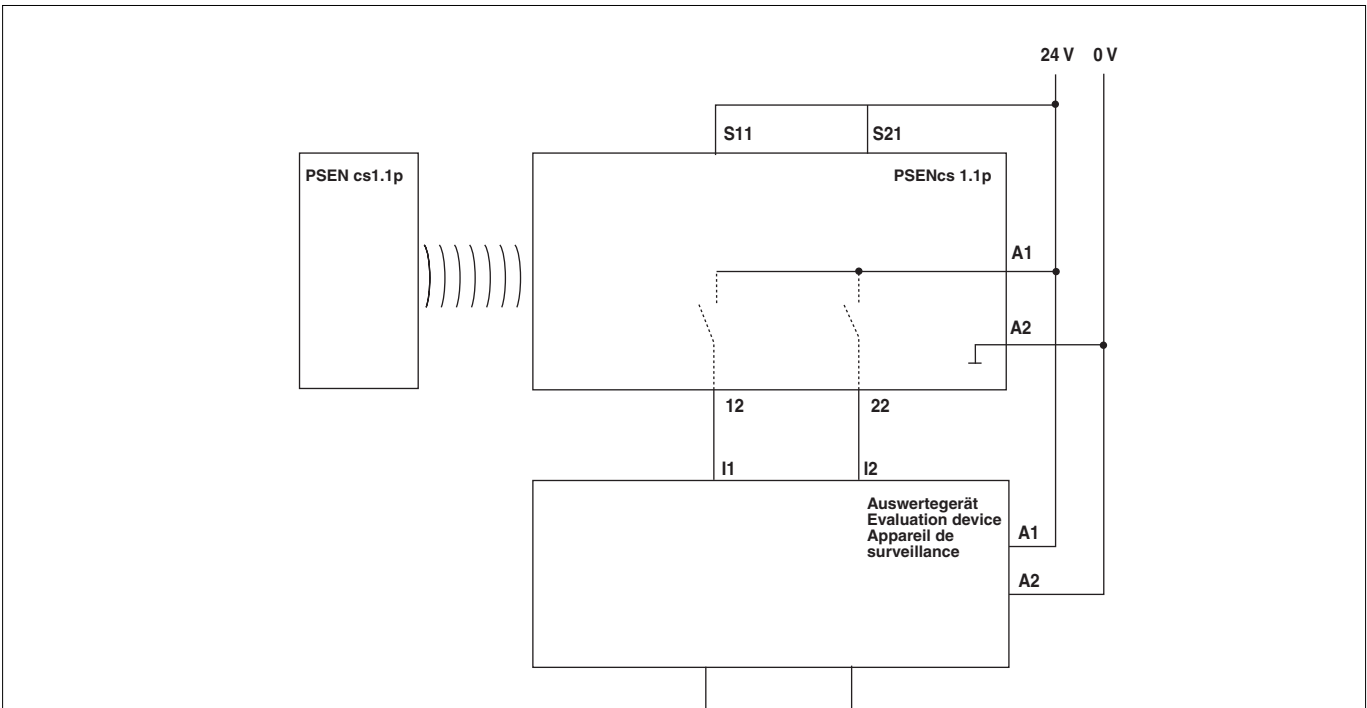 24 V 0 V
S11 S21
PSEN cs1.1p
PSENcs 1.1p
A1
A2
12 22
I1 I2
Auswertegerät
Evaluation device
Appareil de
surveillance
A1
A2